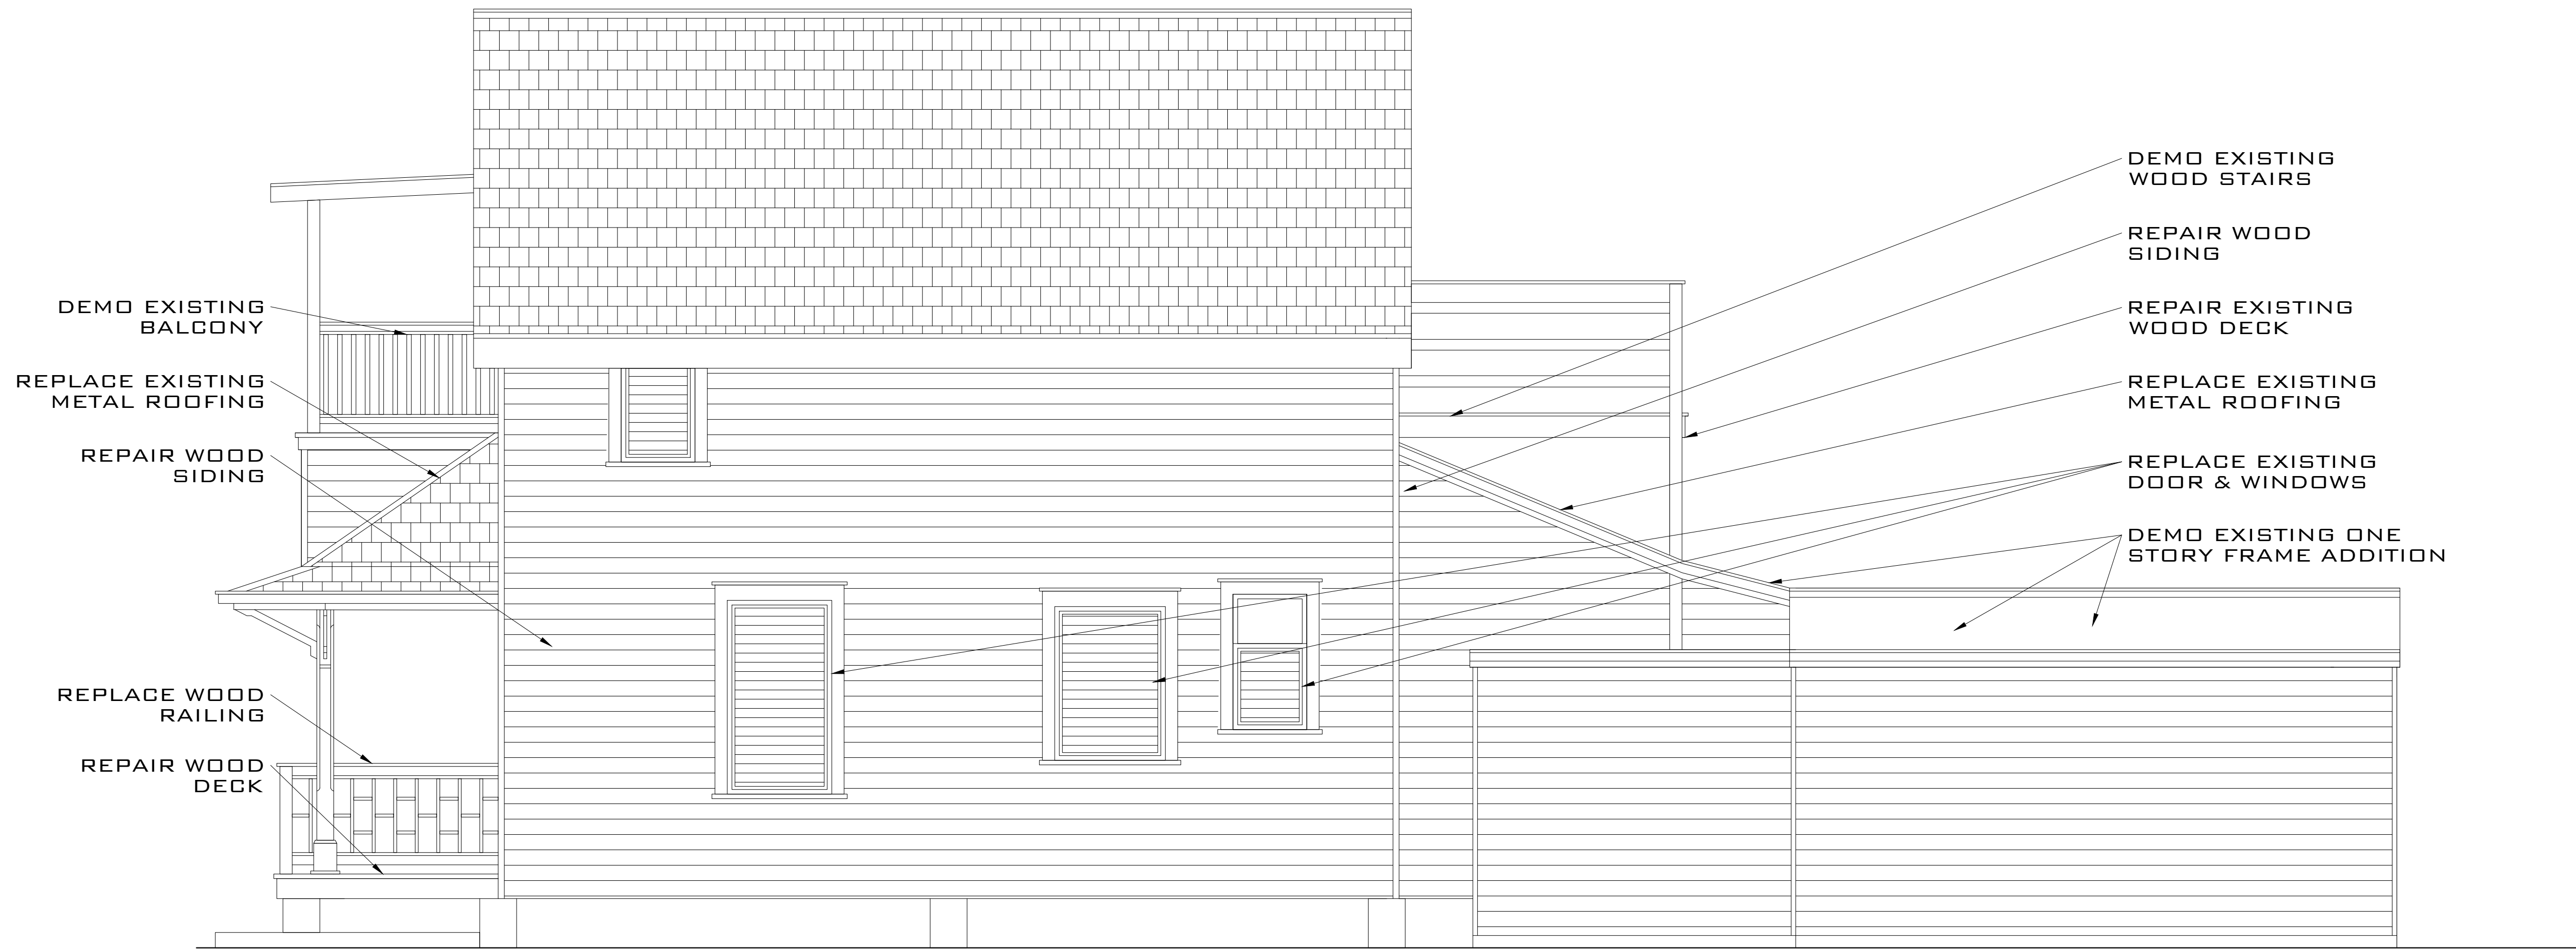 DEMO EXISTING
BALCONY
REPLACE EXISTING
METAL ROOFING
REPAIR WOOD
SIDING
REPLACE WOOD
RAILING
REPAIR WOOD
DECK
DEMO EXISTING
WOOD STAIRS
REPAIR WOOD
SIDING
REPAIR EXISTING
WOOD DECK
REPLACE EXISTING
METAL ROOFING
REPLACE EXISTING
DOOR & WINDOWS
DEMO EXISTING ONE
STORY FRAME ADDITION